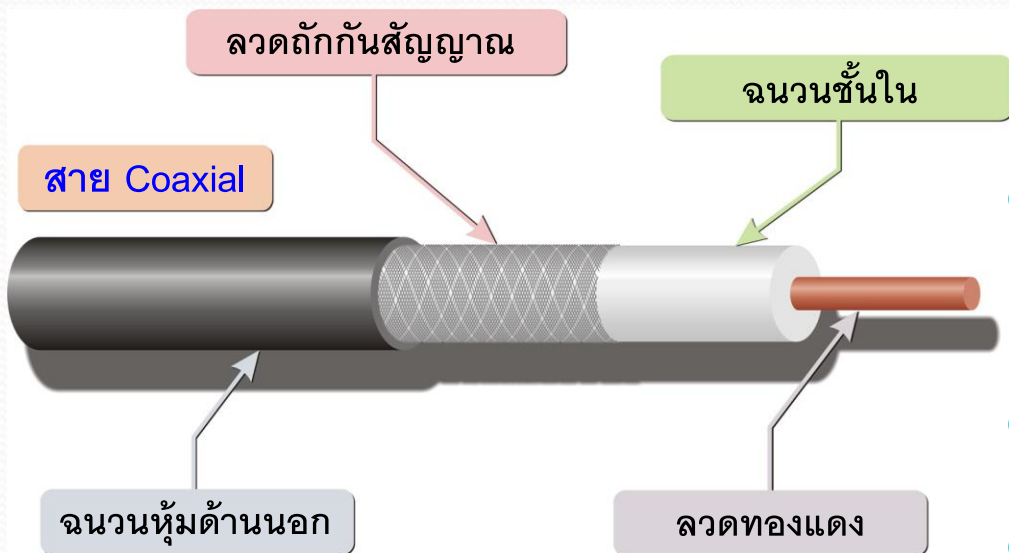 ลวดถักกันสัญญาณ
ฉนวนชั้นใน
สาย Coaxial
ฉนวนหุ้มด้านนอก
ลวดทองแดง